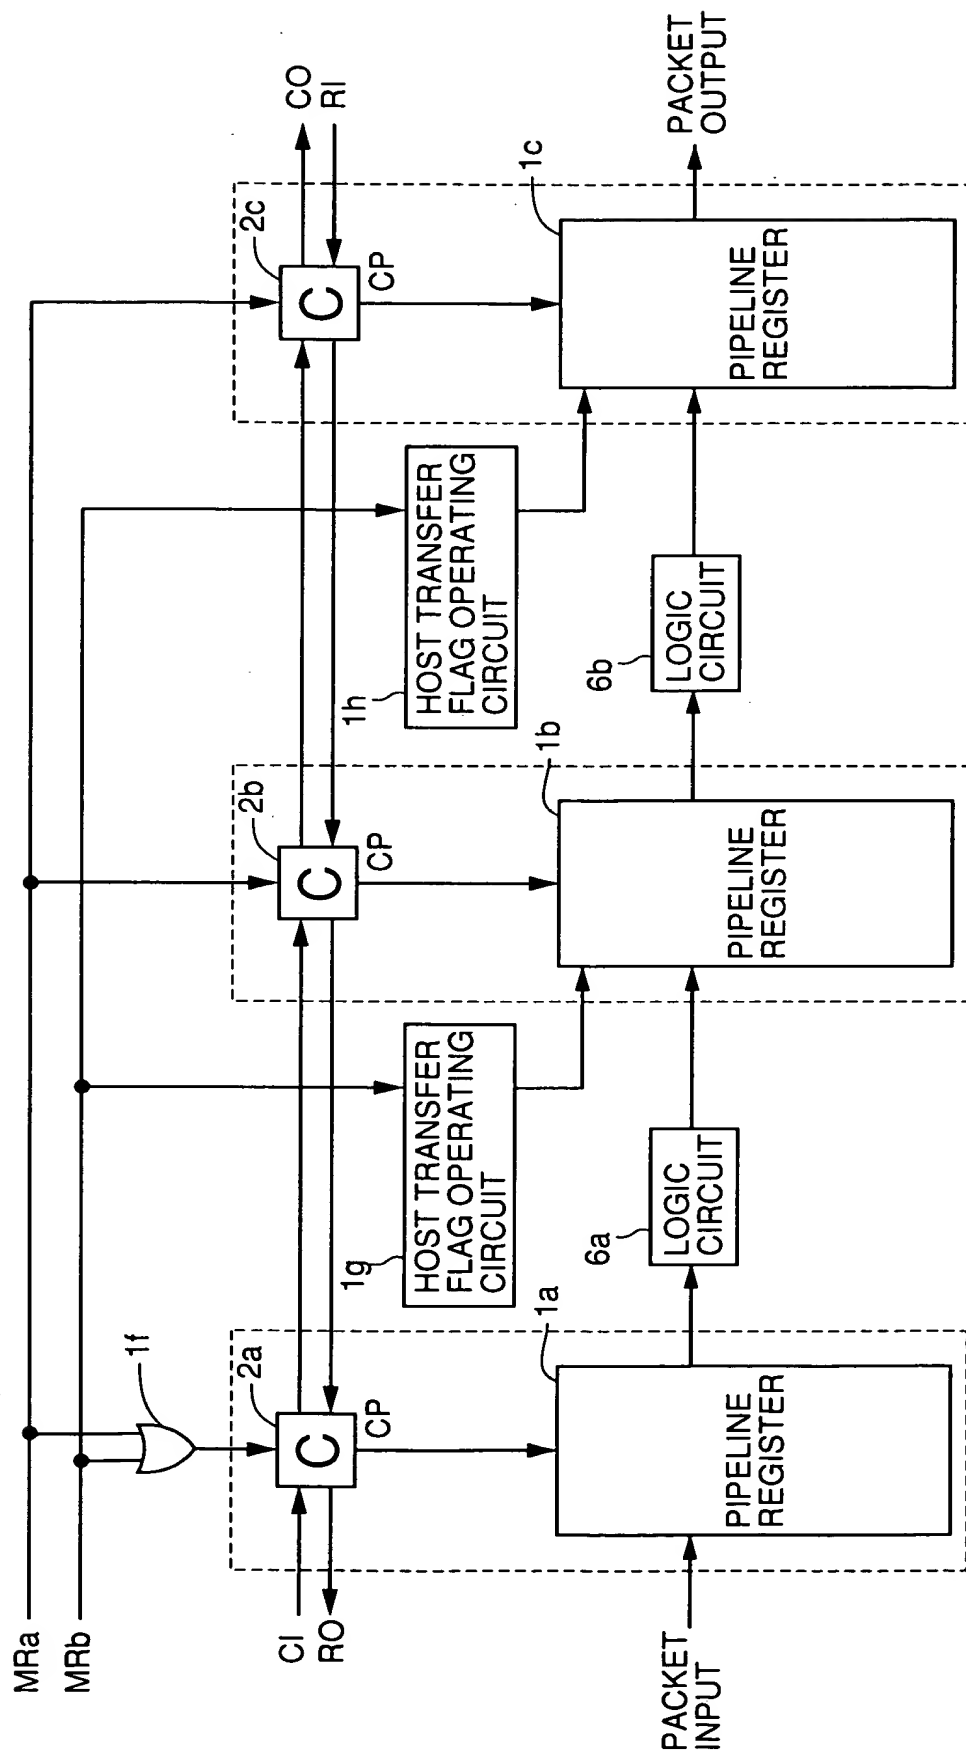 MRa
MRb
1f
CI
RO
2a
C
CP
2b
C
CP
2c
C
CP
CO
RI
1g
HOST TRANSFER
FLAG OPERATING
CIRCUIT
1h
HOST TRANSFER
FLAG OPERATING
CIRCUIT
PACKET
INPUT
1a
PIPELINE
REGISTER
6a
LOGIC
CIRCUIT
1b
PIPELINE
REGISTER
6b
LOGIC
CIRCUIT
1c
PIPELINE
REGISTER
PACKET
OUTPUT